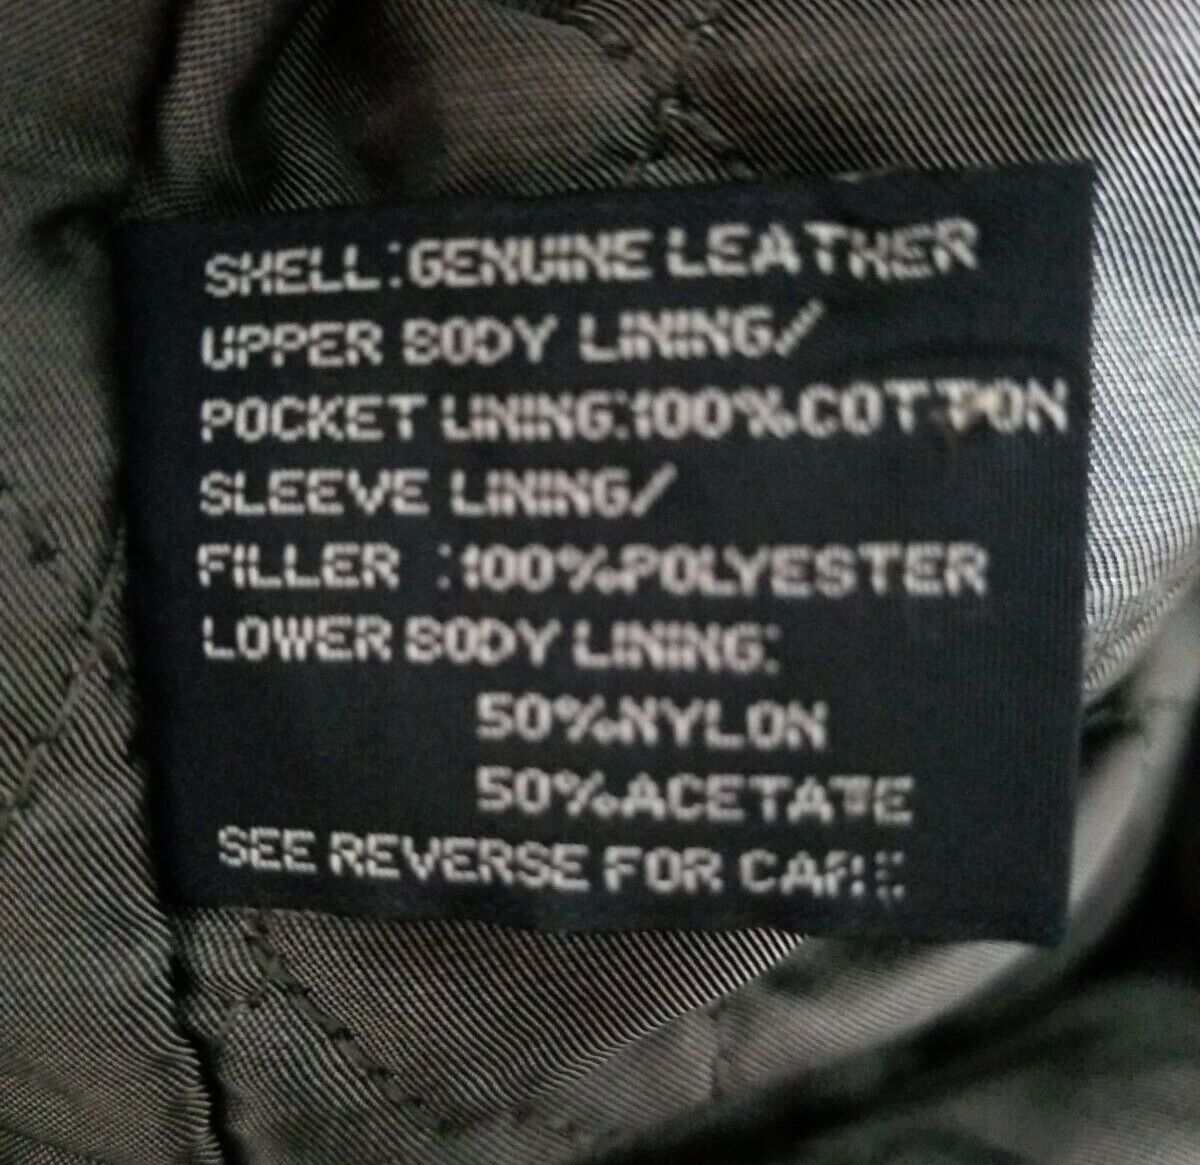 SHELL:GENUINE LEATHER
UPPER BODY LINING/
POCKET LINING:100%COTTON
SLEEVE LINING/
FILLER :100%POLYESTER
LOWER BODY LINING:
50%NYLON
50%ACETATE
SEE REVERSE FOR CARE